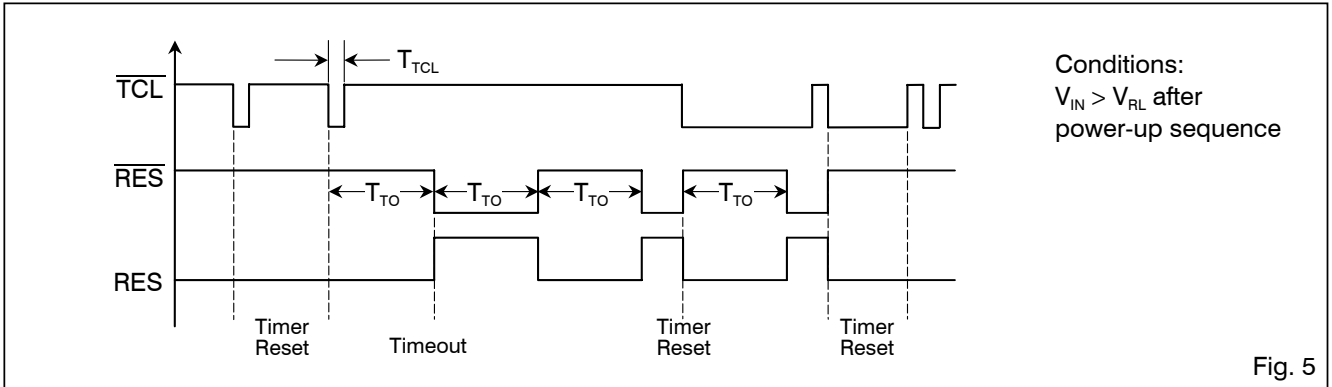 T_TCL
TCL
Conditions:
V_IN > V_RL after
power-up sequence
RES
T_TO
T_TO
T_TO
T_TO
RES
Timer
Reset
Timeout
Timer
Reset
Timer
Reset
Fig. 5